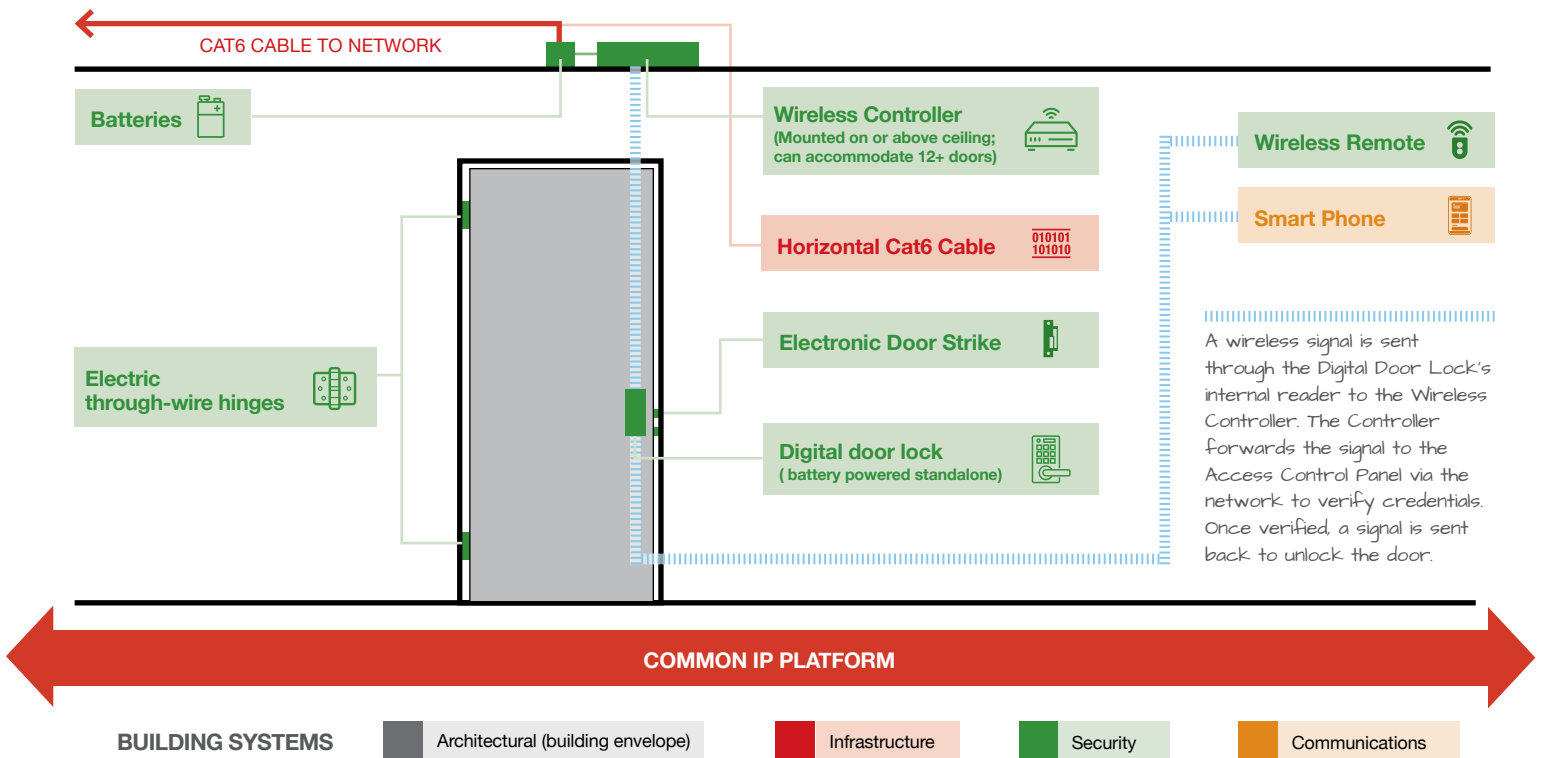 CAT6 CABLE TO NETWORK
Batteries
Wireless Controller
(Mounted on or above ceiling;
can accommodate 12+ doors)
Wireless Remote
Smart Phone
Horizontal Cat6 Cable
010101
101010
Electronic Door Strike
Electric
through-wire hinges
Digital door lock
( battery powered standalone)
A wireless signal is sent
through the Digital Door Lock's
internal reader to the Wireless
Controller. The Controller
forwards the signal to the
Access Control Panel via the
network to verify credentials.
Once verified, a signal is sent
back to unlock the door.
COMMON IP PLATFORM
BUILDING SYSTEMS
Architectural (building envelope)
Infrastructure
Security
Communications